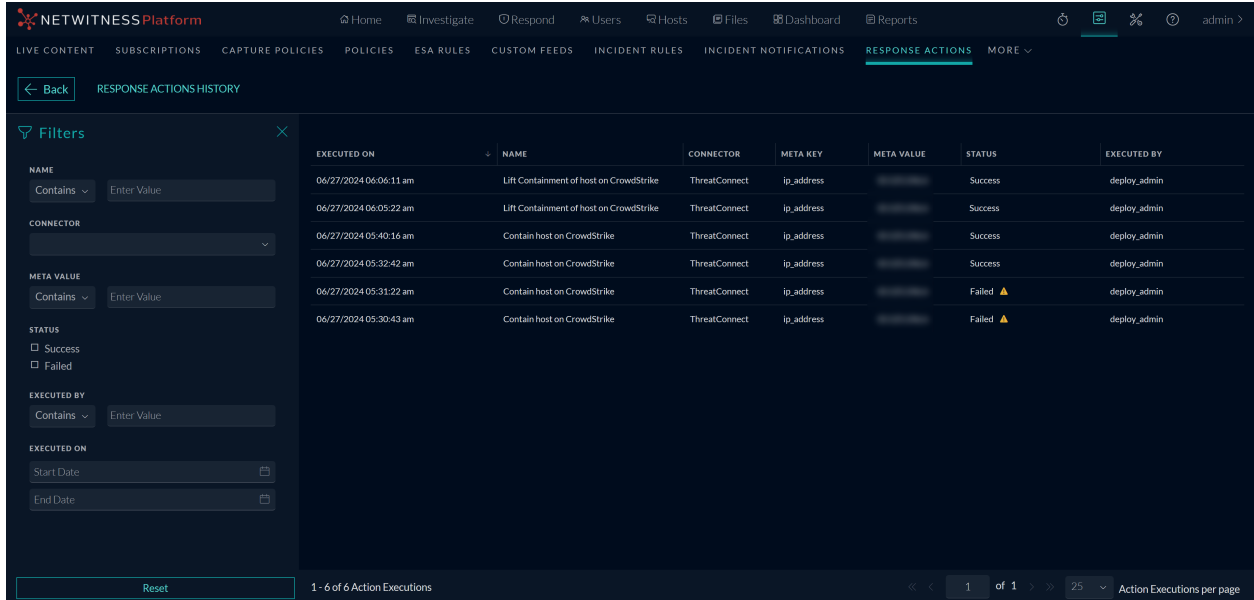 NETWITNESS Platform
Home Investigate Respond Users Hosts Files Dashboard Reports admin
LIVE CONTENT SUBSCRIPTIONS CAPTURE POLICIES POLICIES ESA RULES CUSTOM FEEDS INCIDENT RULES INCIDENT NOTIFICATIONS RESPONSE ACTIONS MORE
Back RESPONSE ACTIONS HISTORY
Filters
NAME
Contains Enter Value
CONNECTOR
META VALUE
Contains Enter Value
STATUS
Success
Failed
EXECUTED BY
Contains Enter Value
EXECUTED ON
Start Date
End Date
Reset
EXECUTED ON NAME CONNECTOR META KEY META VALUE STATUS EXECUTED BY
06/27/2024 06:06:11 am Lift Containment of host on CrowdStrike ThreatConnect ip_address Success deploy_admin
06/27/2024 06:05:22 am Lift Containment of host on CrowdStrike ThreatConnect ip_address Success deploy_admin
06/27/2024 05:40:16 am Contain host on CrowdStrike ThreatConnect ip_address Success deploy_admin
06/27/2024 05:32:42 am Contain host on CrowdStrike ThreatConnect ip_address Success deploy_admin
06/27/2024 05:31:22 am Contain host on CrowdStrike ThreatConnect ip_address Failed deploy_admin
06/27/2024 05:30:43 am Contain host on CrowdStrike ThreatConnect ip_address Failed deploy_admin
1 - 6 of 6 Action Executions
1 of 1 25 Action Executions per page